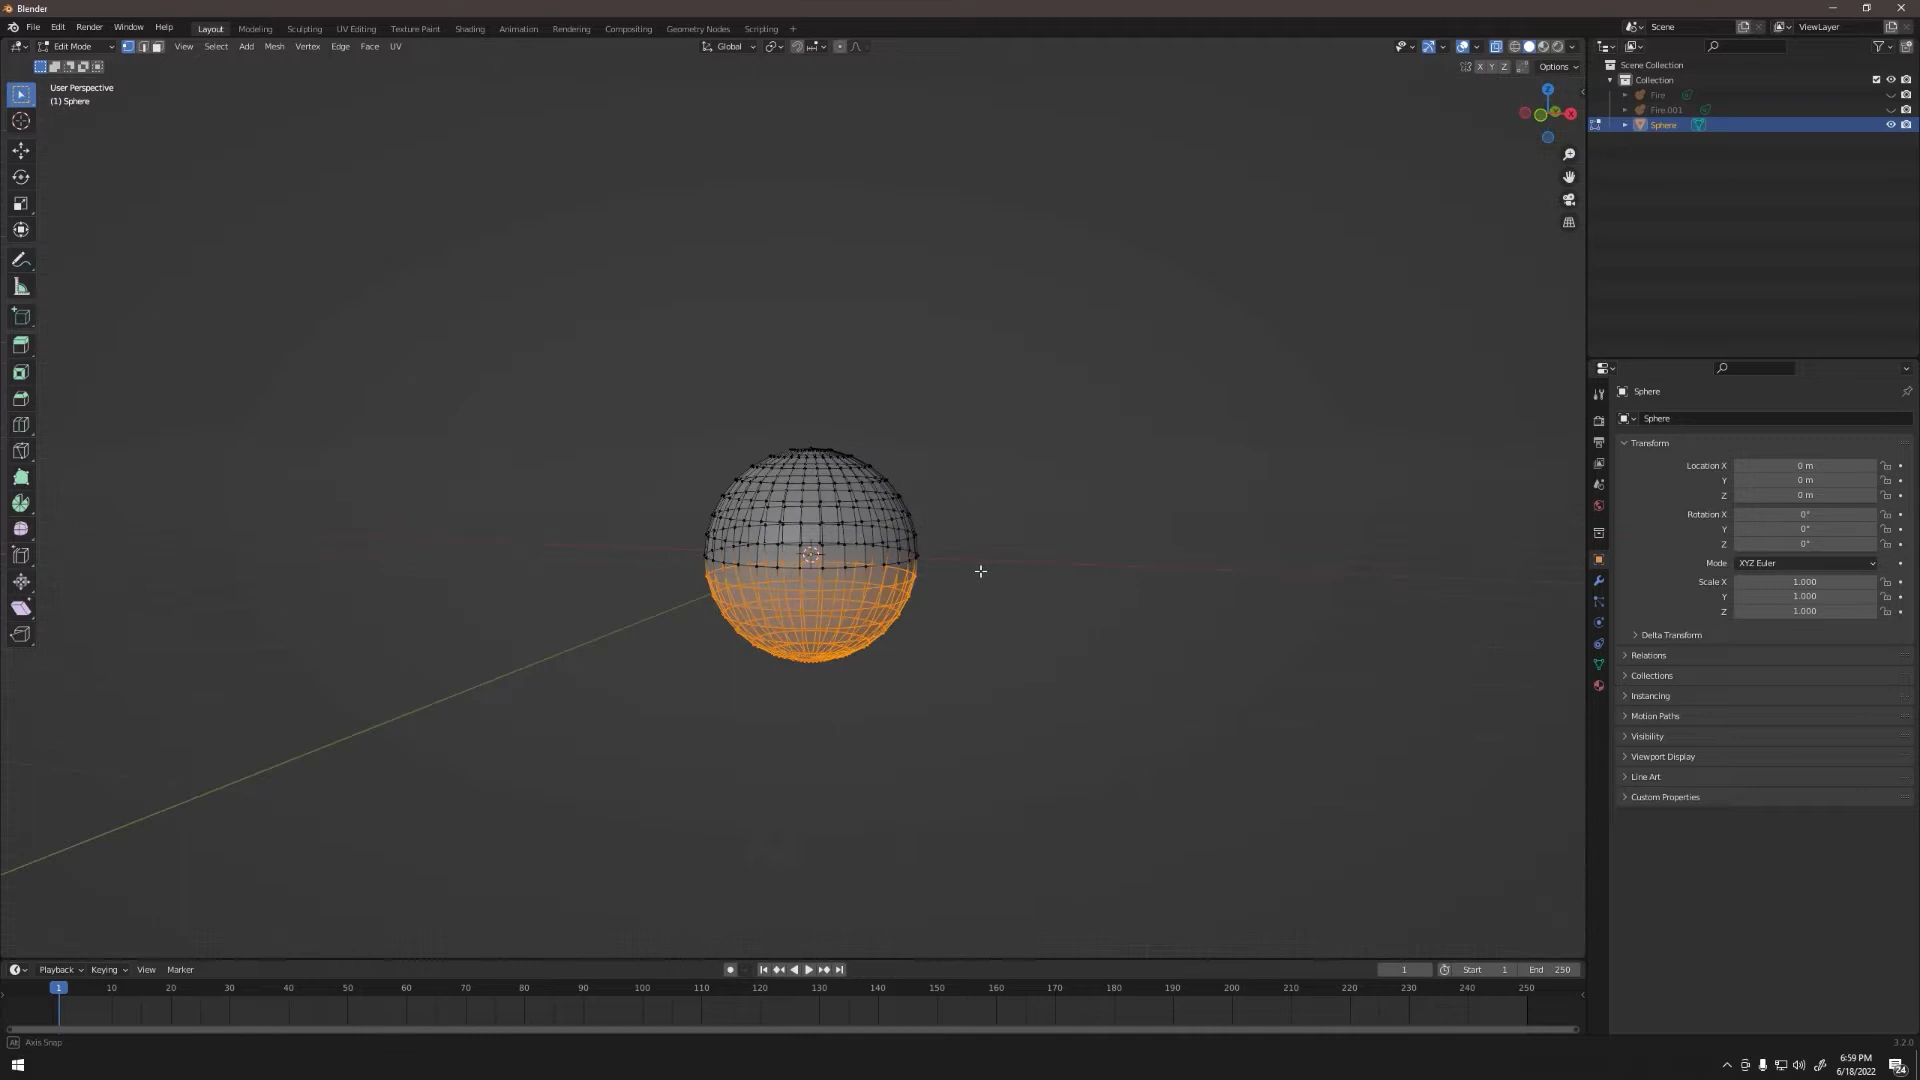 Blender
File Edit Render Window Help
Layout Modeling Sculpting UV Editing Texture Paint Shading Animation Rendering Compositing Geometry Nodes Scripting +
Scene
ViewLayer
Edit Mode View Select Add Mesh Vertex Edge Face UV
Global
X Y Z
Options
User Perspective
(1) Sphere
Z
X
Scene Collection
Collection
Fire
Fire.001
Sphere
Sphere
Sphere
Transform
Location X 0 m
Y 0 m
Z 0 m
Rotation X 0°
Y 0°
Z 0°
Mode XYZ Euler
Scale X 1.000
Y 1.000
Z 1.000
Delta Transform
Relations
Collections
Instancing
Motion Paths
Visibility
Viewport Display
Line Art
Custom Properties
Playback Keying View Marker
1 Start 1 End 250
1 10 20 30 40 50 60 70 80 90 100 110 120 130 140 150 160 170 180 190 200 210 220 230 240 250
Alt Axis Snap
3.2.0
6:59 PM
6/18/2022
24